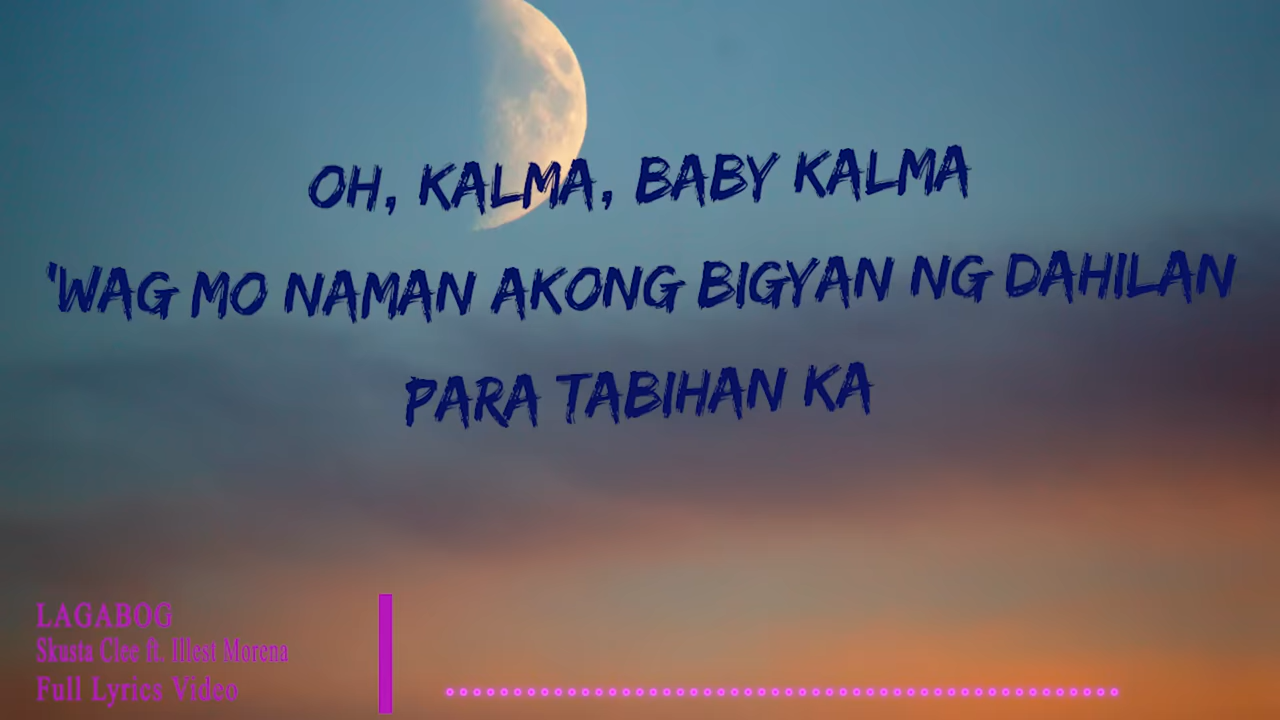 OH, KALMA, BABY KALMA
'WAG MO NAMAN AKONG BIGYAN NG DAHILAN
PARA TABIHAN KA
LAGABOG
Skusta Clee ft. Illest Morena
Full Lyrics Video